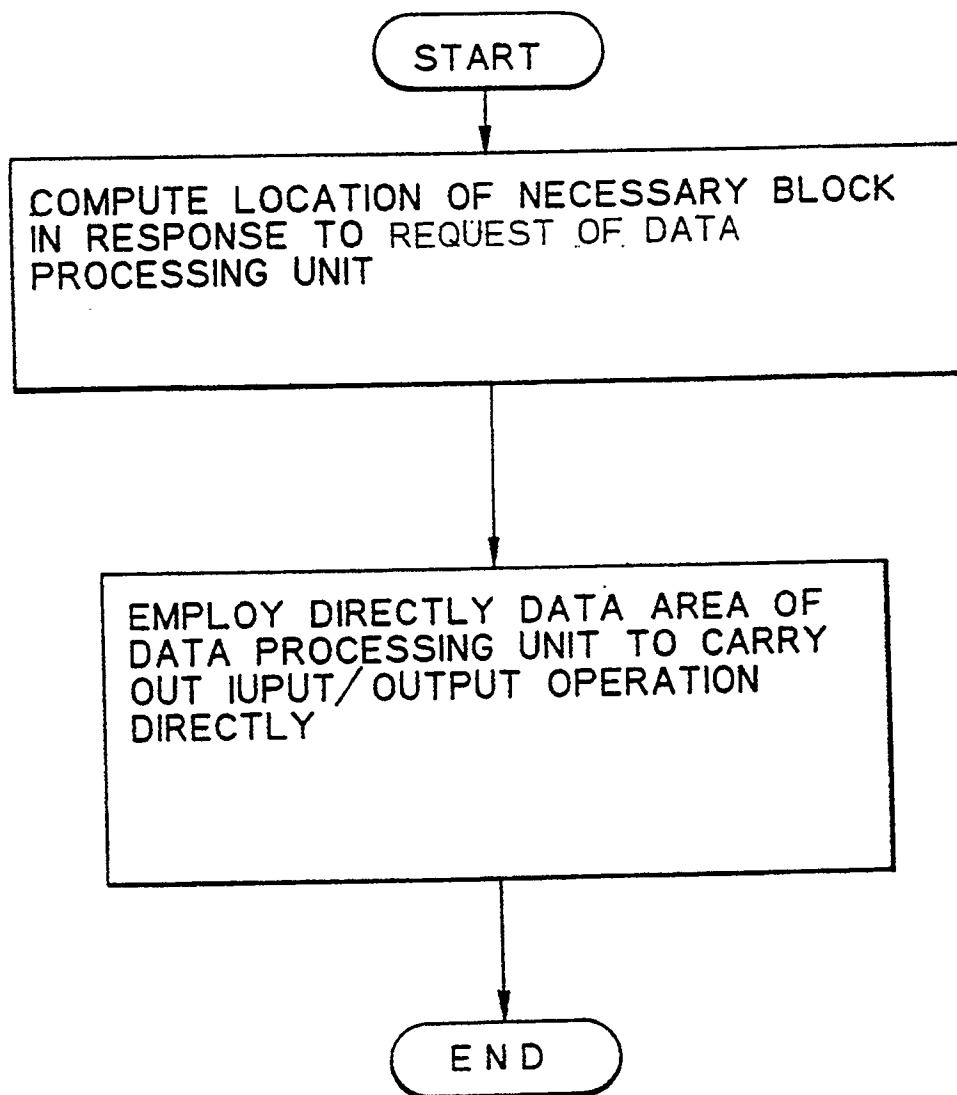 START
COMPUTE LOCATION OF NECESSARY BLOCK
IN RESPONSE TO REQUEST OF DATA
PROCESSING UNIT
EMPLOY DIRECTLY DATA AREA OF
DATA PROCESSING UNIT TO CARRY
OUT IUPUT/OUTPUT OPERATION
DIRECTLY
END